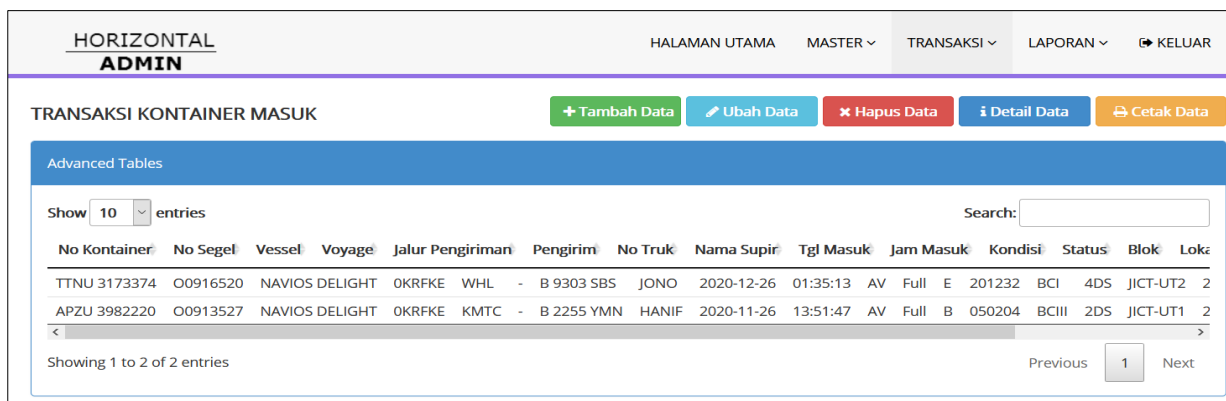 HORIZONTAL
ADMIN
HALAMAN UTAMA MASTER TRANSAKSI LAPORAN KELUAR
TRANSAKSI KONTAINER MASUK
Tambah Data Ubah Data Hapus Data Detail Data Cetak Data
Advanced Tables
Show 10 entries Search:
No Kontainer No Segel Vessel Voyage Jalur Pengiriman Pengirim No Truk Nama Supir Tgl Masuk Jam Masuk Kondisi Status Blok
TTNU 3173374 O0916520 NAVIOS DELIGHT 0KRFKE WHL - B 9303 SBS JONO 2020-12-26 01:35:13 AV Full E 201232 BCI 4DS JICT-UT2 2
APZU 3982220 O0913527 NAVIOS DELIGHT 0KRFKE KMTC - B 2255 YMN HANIF 2020-11-26 13:51:47 AV Full B 050204 BCIII 2DS JICT-UT1 2
Showing 1 to 2 of 2 entries Previous 1 Next